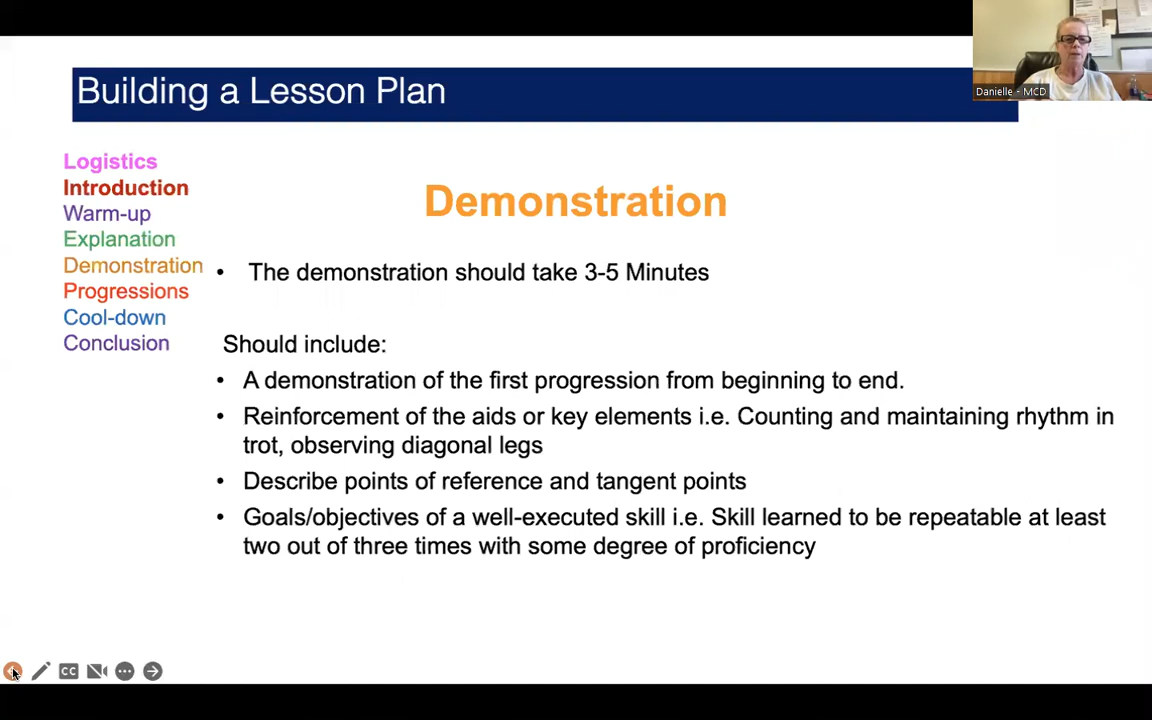 Building a Lesson Plan
Danielle - MCD
Logistics
Introduction
Warm-up
Explanation
Demonstration
Progressions
Cool-down
Conclusion
Demonstration
• The demonstration should take 3-5 Minutes
Should include:
• A demonstration of the first progression from beginning to end.
• Reinforcement of the aids or key elements i.e. Counting and maintaining rhythm in
trot, observing diagonal legs
• Describe points of reference and tangent points
• Goals/objectives of a well-executed skill i.e. Skill learned to be repeatable at least
two out of three times with some degree of proficiency
CC